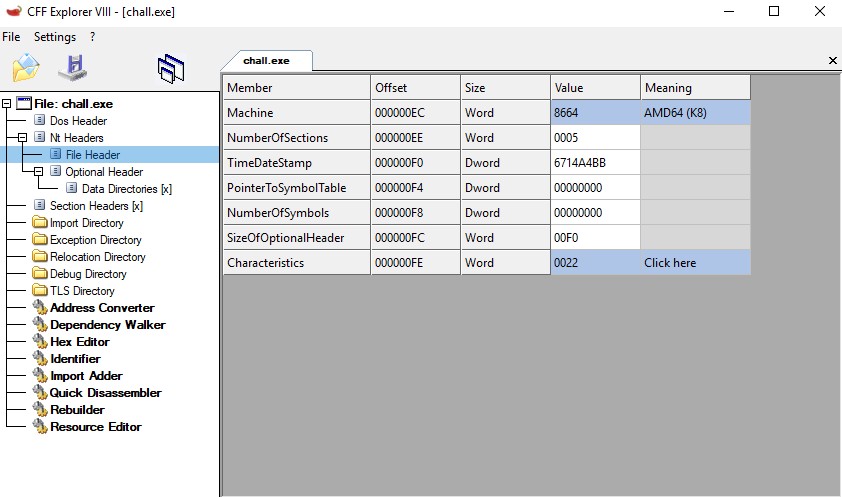 CFF Explorer VIII - [chall.exe]
File Settings ?
chall.exe
File: chall.exe
Dos Header
Nt Headers
File Header
Optional Header
Data Directories [x]
Section Headers [x]
Import Directory
Exception Directory
Relocation Directory
Debug Directory
TLS Directory
Address Converter
Dependency Walker
Hex Editor
Identifier
Import Adder
Quick Disassembler
Rebuilder
Resource Editor
Member Offset Size Value Meaning
Machine 000000EC Word 8664 AMD64 (K8)
NumberOfSections 000000EE Word 0005
TimeDateStamp 000000F0 Dword 6714A4BB
PointerToSymbolTable 000000F4 Dword 00000000
NumberOfSymbols 000000F8 Dword 00000000
SizeOfOptionalHeader 000000FC Word 00F0
Characteristics 000000FE Word 0022 Click here